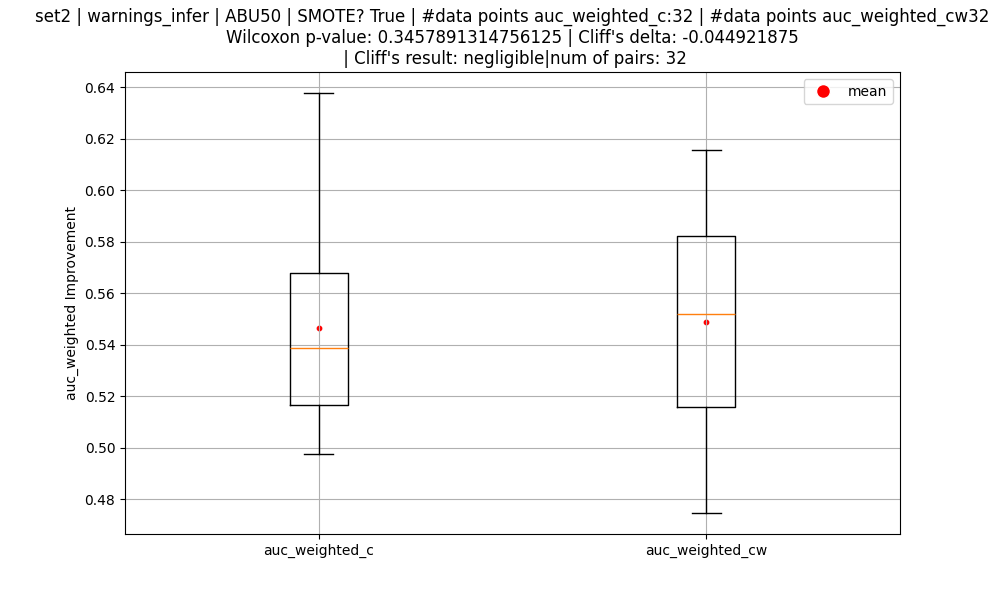 set2 | warnings_infer | ABU50 | SMOTE? True | #data points auc_weighted_c:32 | #data points auc_weighted_cw32
Wilcoxon p-value: 0.3457891314756125 | Cliff's delta: -0.044921875
| Cliff's result: negligible|num of pairs: 32
mean
0.64
0.62
0.60
0.58
0.56
0.54
0.52
0.50
0.48
auc_weighted Improvement
auc_weighted_c
auc_weighted_cw